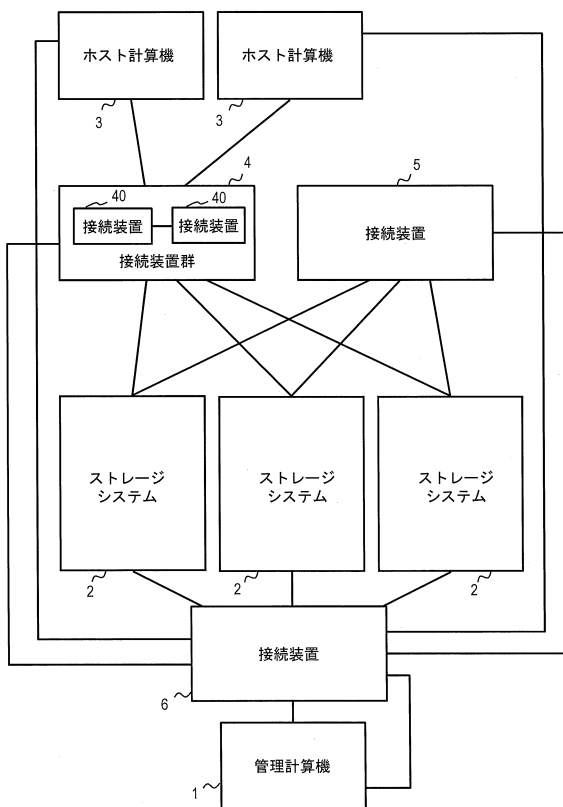 ホスト計算機
ホスト計算機
3
3
4
5
40
40
接続装置
接続装置
接続装置群
接続装置
ストレージ
システム
ストレージ
システム
ストレージ
システム
2
2
2
接続装置
6
管理計算機
1